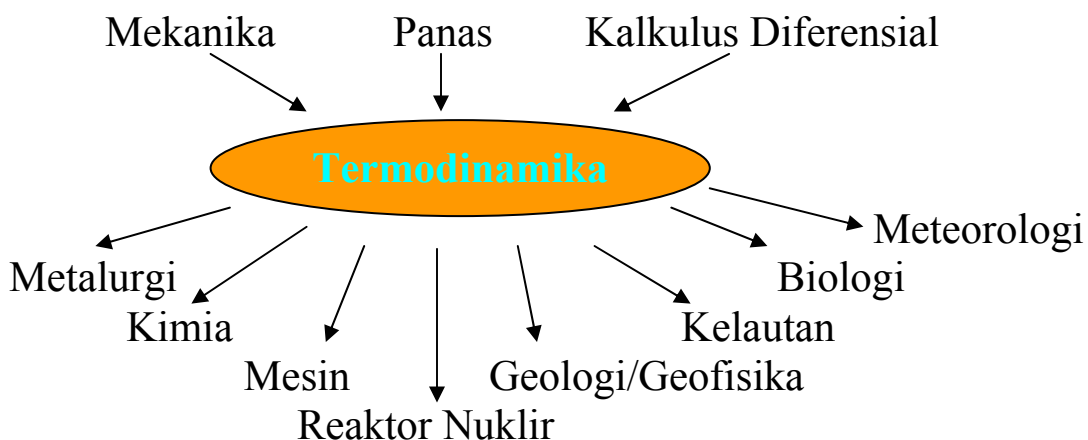 Mekanika Panas Kalkulus Diferensial
Termodinamika
Meteorologi
Metalurgi Biologi
Kimia Kelautan
Mesin Geologi/Geofisika
Reaktor Nuklir